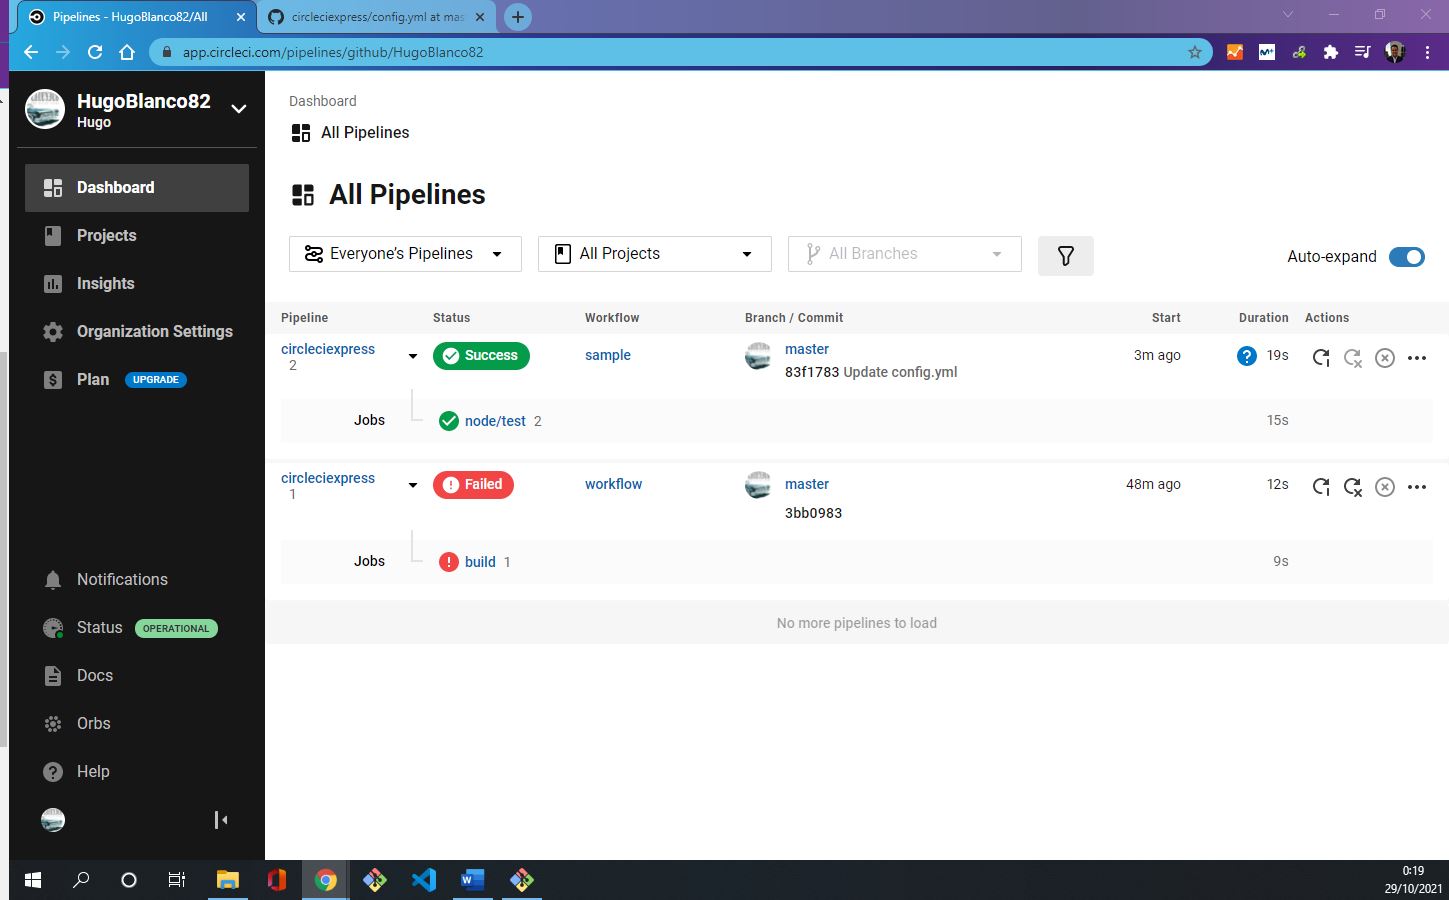 Pipelines - HugoBlanco82/All
circleciexpress/config.yml at mas
app.circleci.com/pipelines/github/HugoBlanco82
HugoBlanco82
Hugo
Dashboard
Projects
Insights
Organization Settings
Plan UPGRADE
Notifications
Status OPERATIONAL
Docs
Orbs
Help
Dashboard
All Pipelines
All Pipelines
Everyone’s Pipelines All Projects All Branches Auto-expand
Pipeline Status Workflow Branch / Commit Start Duration Actions
circleciexpress Success sample master 3m ago 19s
2 83f1783 Update config.yml
Jobs node/test 2 15s
circleciexpress Failed workflow master 48m ago 12s
1 3bb0983
Jobs build 1 9s
No more pipelines to load
0:19
29/10/2021